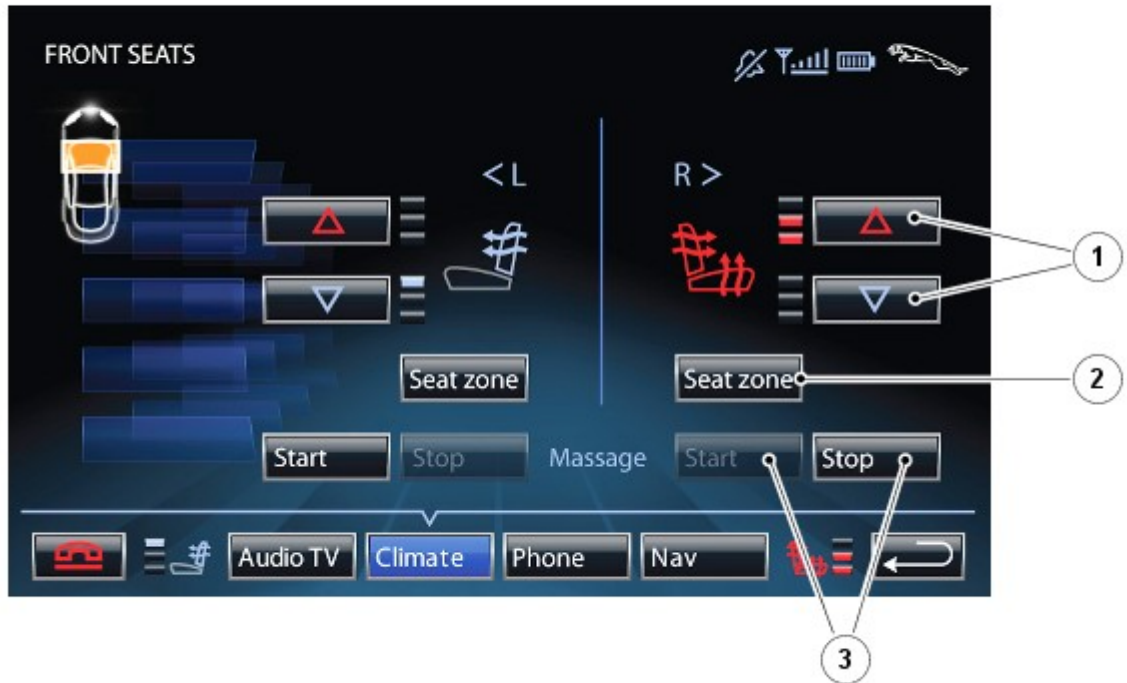 FRONT SEATS
< L
R >
1
Seat zone
Seat zone
2
Start
Stop
Massage
Start
Stop
Audio TV
Climate
Phone
Nav
3